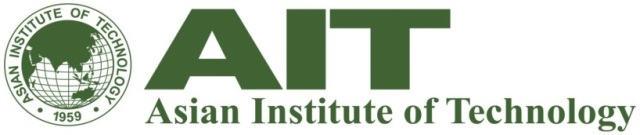 ASIAN INSTITUTE OF TECHNOLOGY
• 1959 •
AIT
Asian Institute of Technology